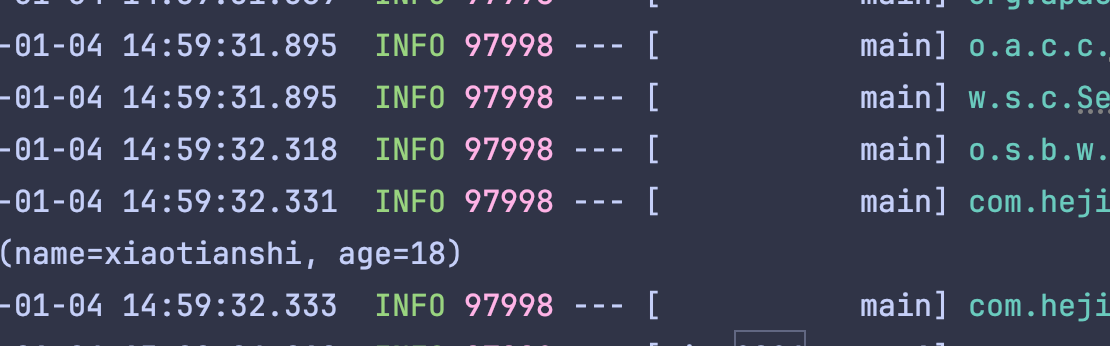 -01-04 14:59:31.895 INFO 97998 --- [ main] o.a.c.c.
-01-04 14:59:31.895 INFO 97998 --- [ main] w.s.c.Se
-01-04 14:59:32.318 INFO 97998 --- [ main] o.s.b.w.
-01-04 14:59:32.331 INFO 97998 --- [ main] com.heji
(name=xiaotianshi, age=18)
-01-04 14:59:32.333 INFO 97998 --- [ main] com.heji